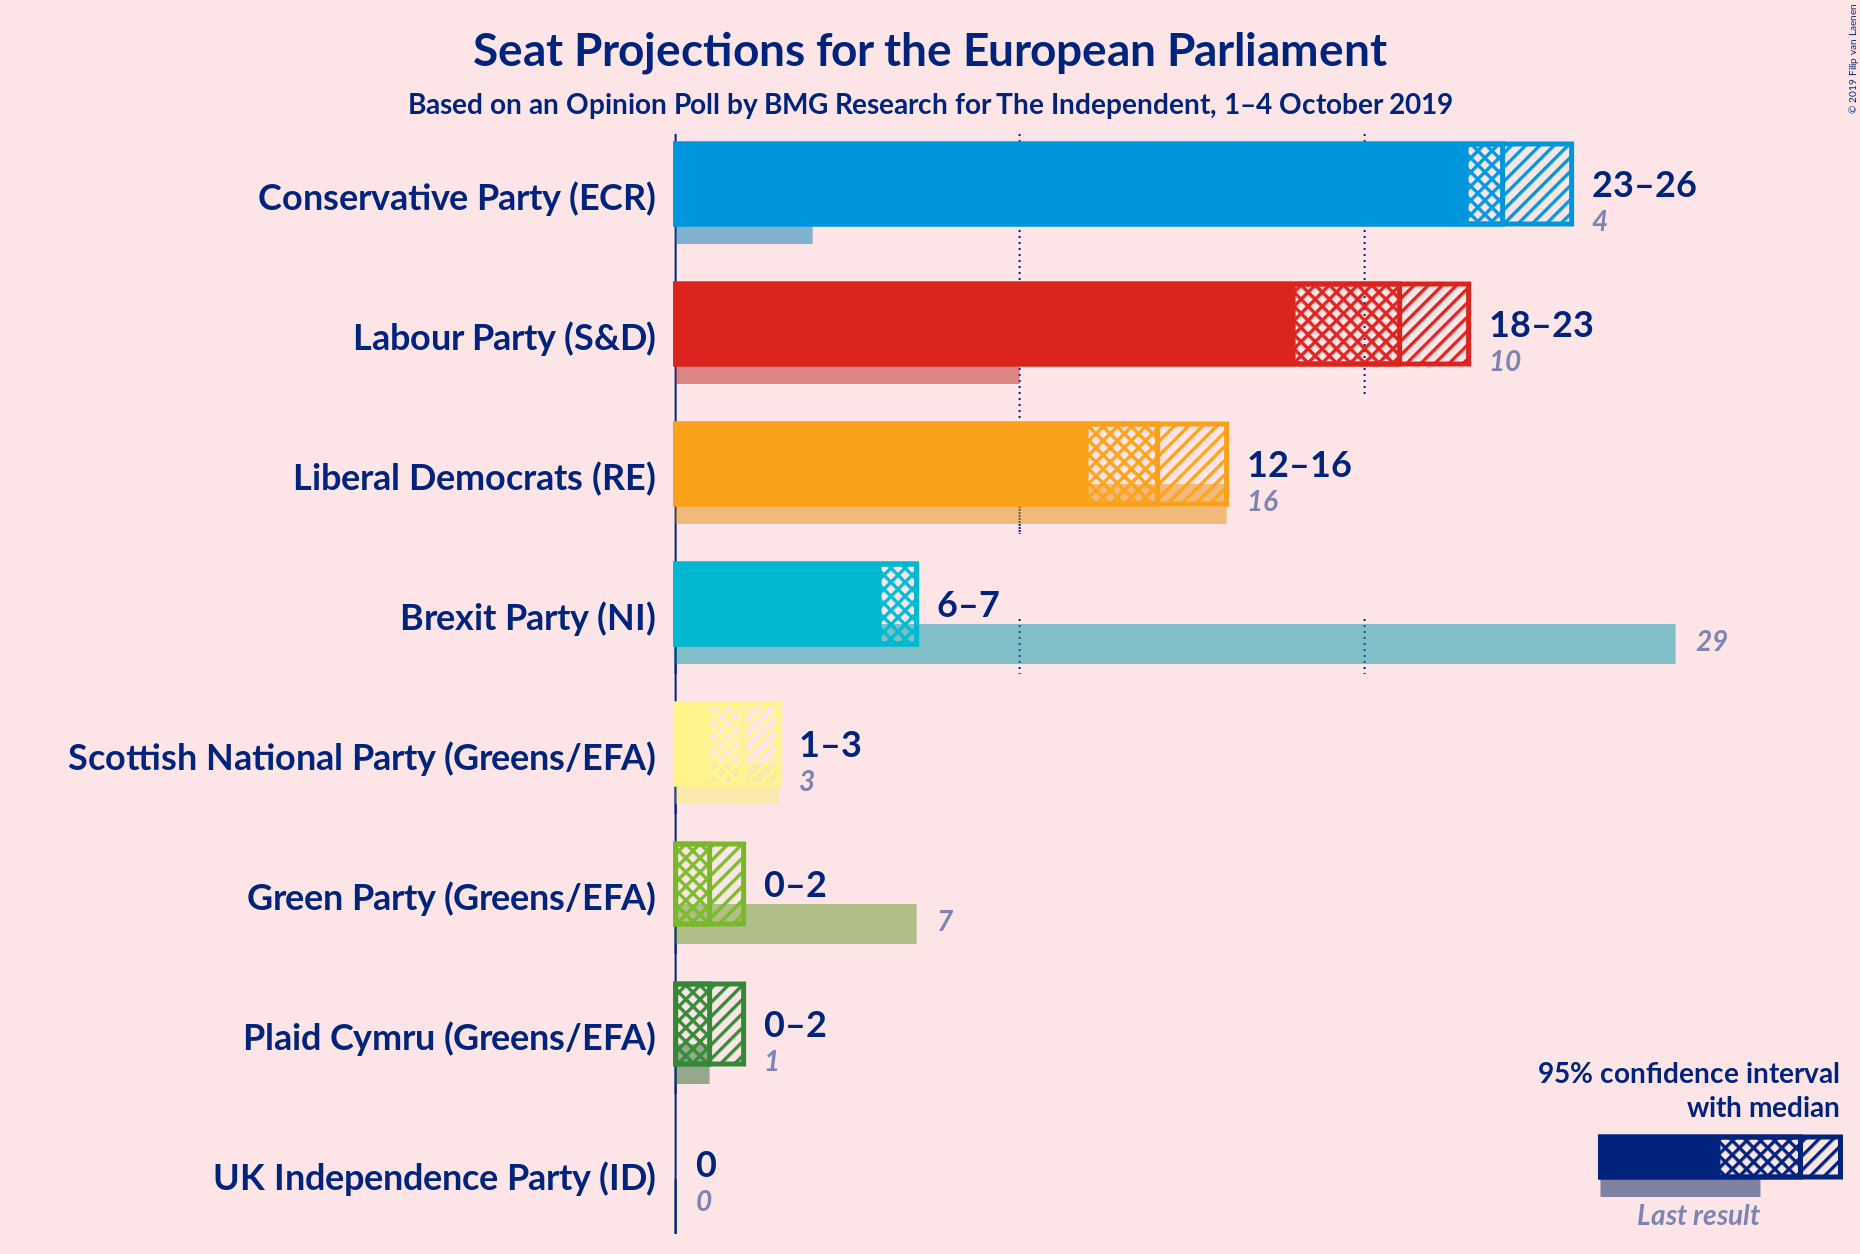 Seat Projections for the European Parliament
Based on an Opinion Poll by BMG Research for The Independent, 1–4 October 2019
© 2019 Filip van Laenen
Conservative Party (ECR)
23–26
4
Labour Party (S&D)
18–23
10
Liberal Democrats (RE)
12–16
16
Brexit Party (NI)
6–7
29
Scottish National Party (Greens/EFA)
1–3
3
Green Party (Greens/EFA)
0–2
7
Plaid Cymru (Greens/EFA)
0–2
1
UK Independence Party (ID)
0
0
95% confidence interval
with median
Last result